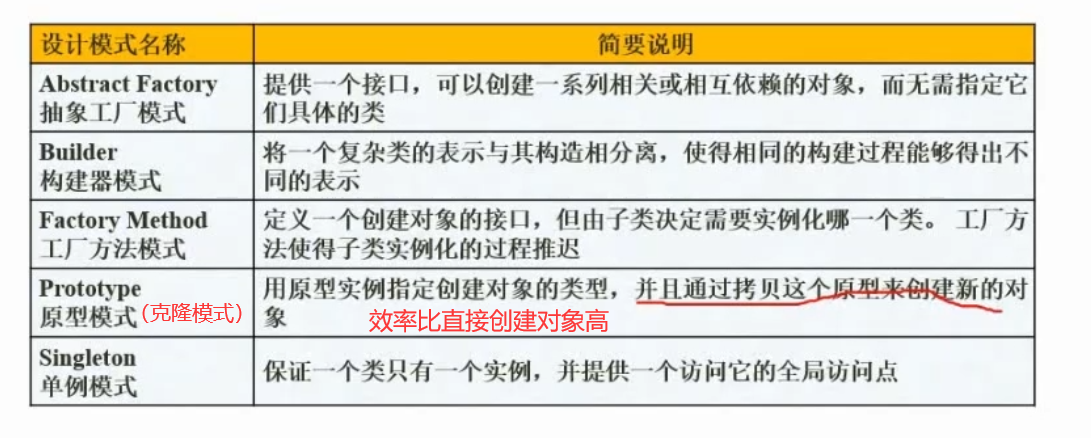 设计模式名称 简要说明
Abstract Factory
抽象工厂模式
提供一个接口，可以创建一系列相关或相互依赖的对象，而无需指定它
们具体的类
Builder
构建器模式
将一个复杂类的表示与其构造相分离，使得相同的构建过程能够得出不
同的表示
Factory Method
工厂方法模式
定义一个创建对象的接口，但由子类决定需要实例化哪一个类。 工厂方
法使得子类实例化的过程推迟
Prototype
原型模式(克隆模式)
用原型实例指定创建对象的类型，并且通过拷贝这个原型来创建新的对
象
效率比直接创建对象高
Singleton
单例模式
保证一个类只有一个实例，并提供一个访问它的全局访问点